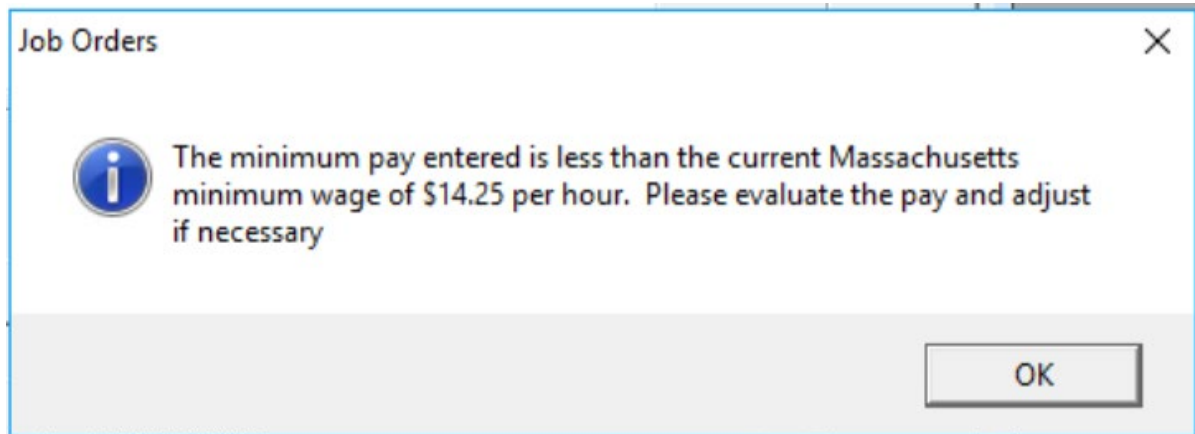 Job Orders
The minimum pay entered is less than the current Massachusetts
minimum wage of $14.25 per hour.  Please evaluate the pay and adjust
if necessary
OK